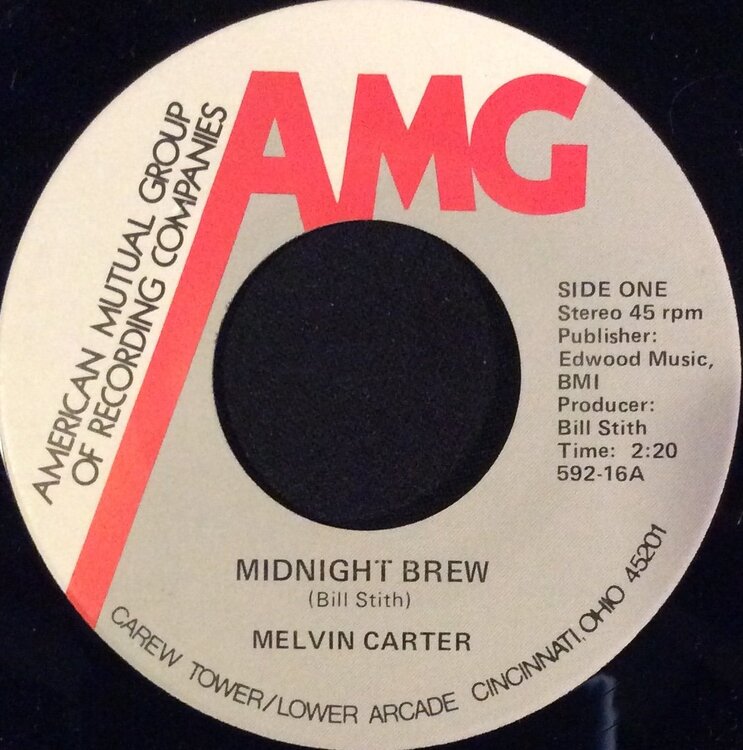 AMG
AMERICAN MUTUAL GROUP
OF RECORDING COMPANIES
SIDE ONE
Stereo 45 rpm
Publisher:
Edwood Music,
BMI
Producer:
Bill Stith
Time: 2:20
592-16A
MIDNIGHT BREW
(Bill Stith)
MELVIN CARTER
CAREW TOWER/LOWER ARCADE CINCINNATI, OHIO 45201